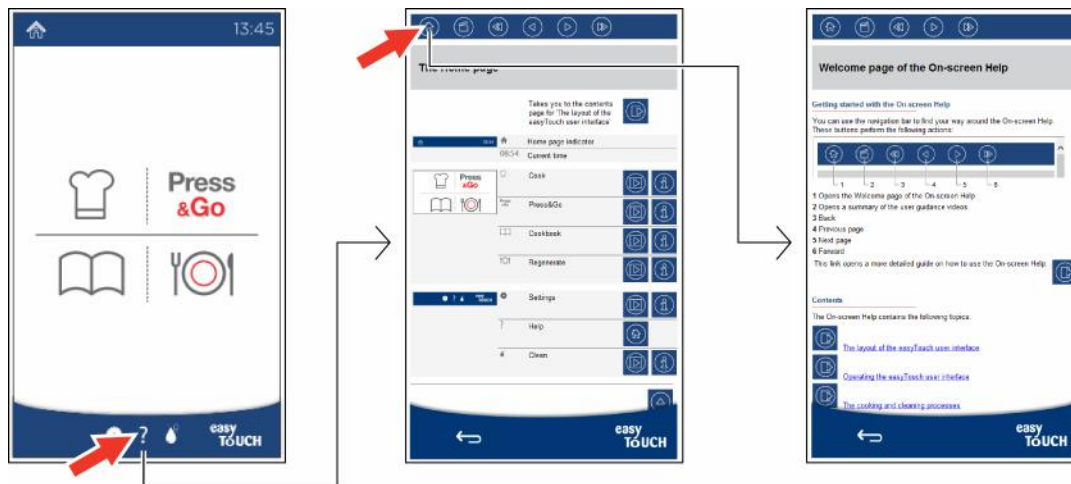 13:45
Press
&Go
?
easy
TOUCH
The Home page
Takes you to the contents
page for 'The layout of the
easyTouch user interface'
Home page indicator
08:54 Current time
Press
&Go
Cook
Press&Go
Cookbook
Regenerate
Settings
? Help
Clean
easy
TOUCH
Welcome page of the On-screen Help
Getting started with the On screen Help
You can use the navigation bar to find your way around the On-screen Help.
These buttons perform the following actions:
1 2 3 4 5 6
1 Opens the Welcome page of the On-screen Help
2 Opens a summary of the user guidance videos
3 Back
4 Previous page
5 Next page
6 Forward
This link opens a more detailed guide on how to use the On-screen Help.
Contents
The On-screen Help contains the following topics:
The layout of the easyTouch user interface
Operating the easyTouch user interface
The cooking and cleaning processes
easy
TOUCH